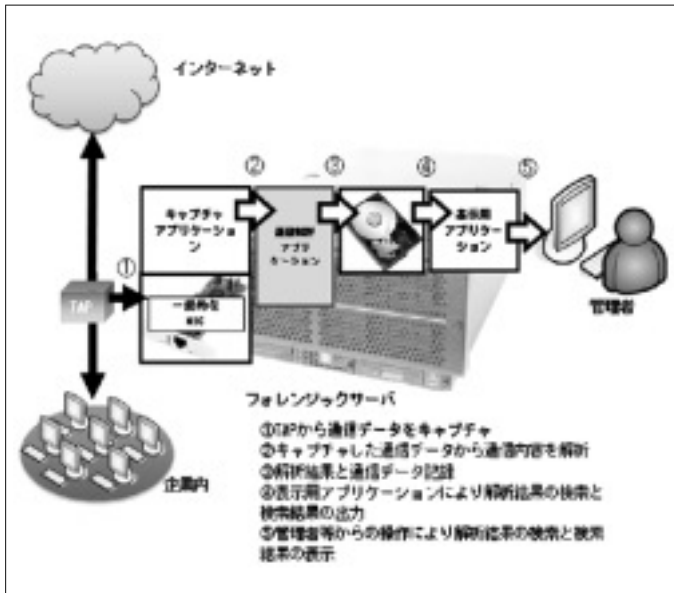 インターネット
②
③
④
⑤
キャプチャ
アプリケーショ
ン
アプリ
ケーション
表示用
アプリケー
ション
①
TAP
一般的な
NIC
管理者
フォレンジックサーバ
企業内
①TAPから通信データをキャプチャ
②キャプチャした通信データから通信内容を解析
③解析結果と通信データ記録
④表示用アプリケーションにより解析結果の検索と
検索結果の出力
⑤管理者等からの操作により解析結果の検索と検索
結果の表示